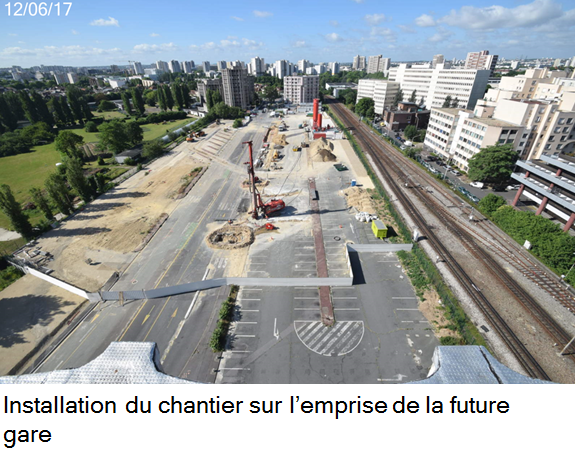 12/06/17
Installation du chantier sur l’emprise de la future
gare